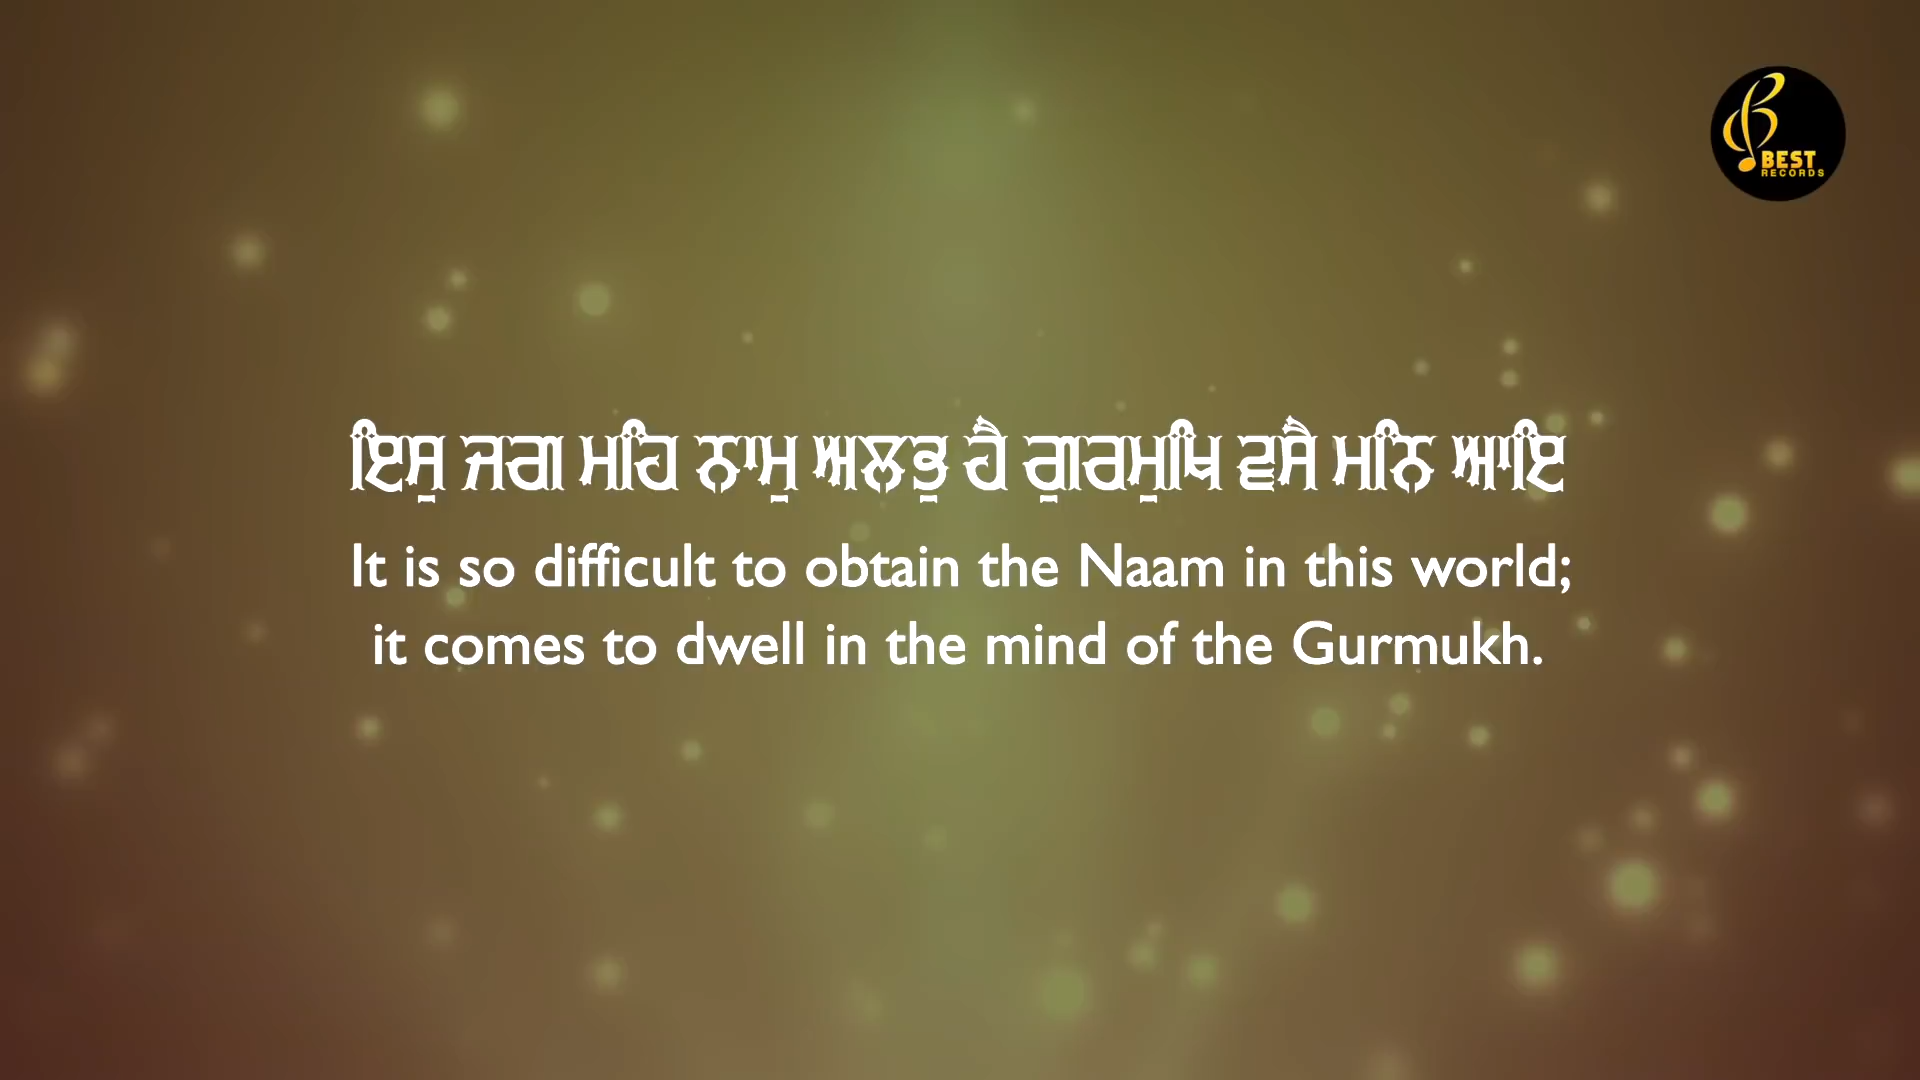 BEST
RECORDS
ਇਸੁ ਜਗ ਮਹਿ ਨਾਮੁ ਅਲਭੁ ਹੈ ਗੁਰਮੁਖਿ ਵਸੈ ਮਨਿ ਆਇ
It is so difficult to obtain the Naam in this world;
it comes to dwell in the mind of the Gurmukh.